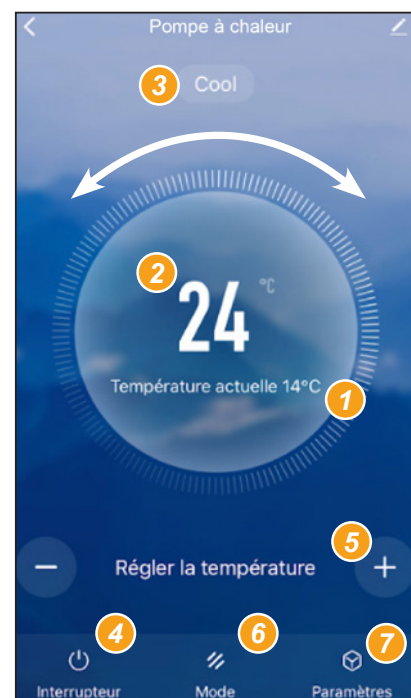 Pompe à chaleur
3 Cool
2 24 °C
Température actuelle 14°C
1
5
− Régler la température +
4 6 7
Interrupteur Mode Paramètres